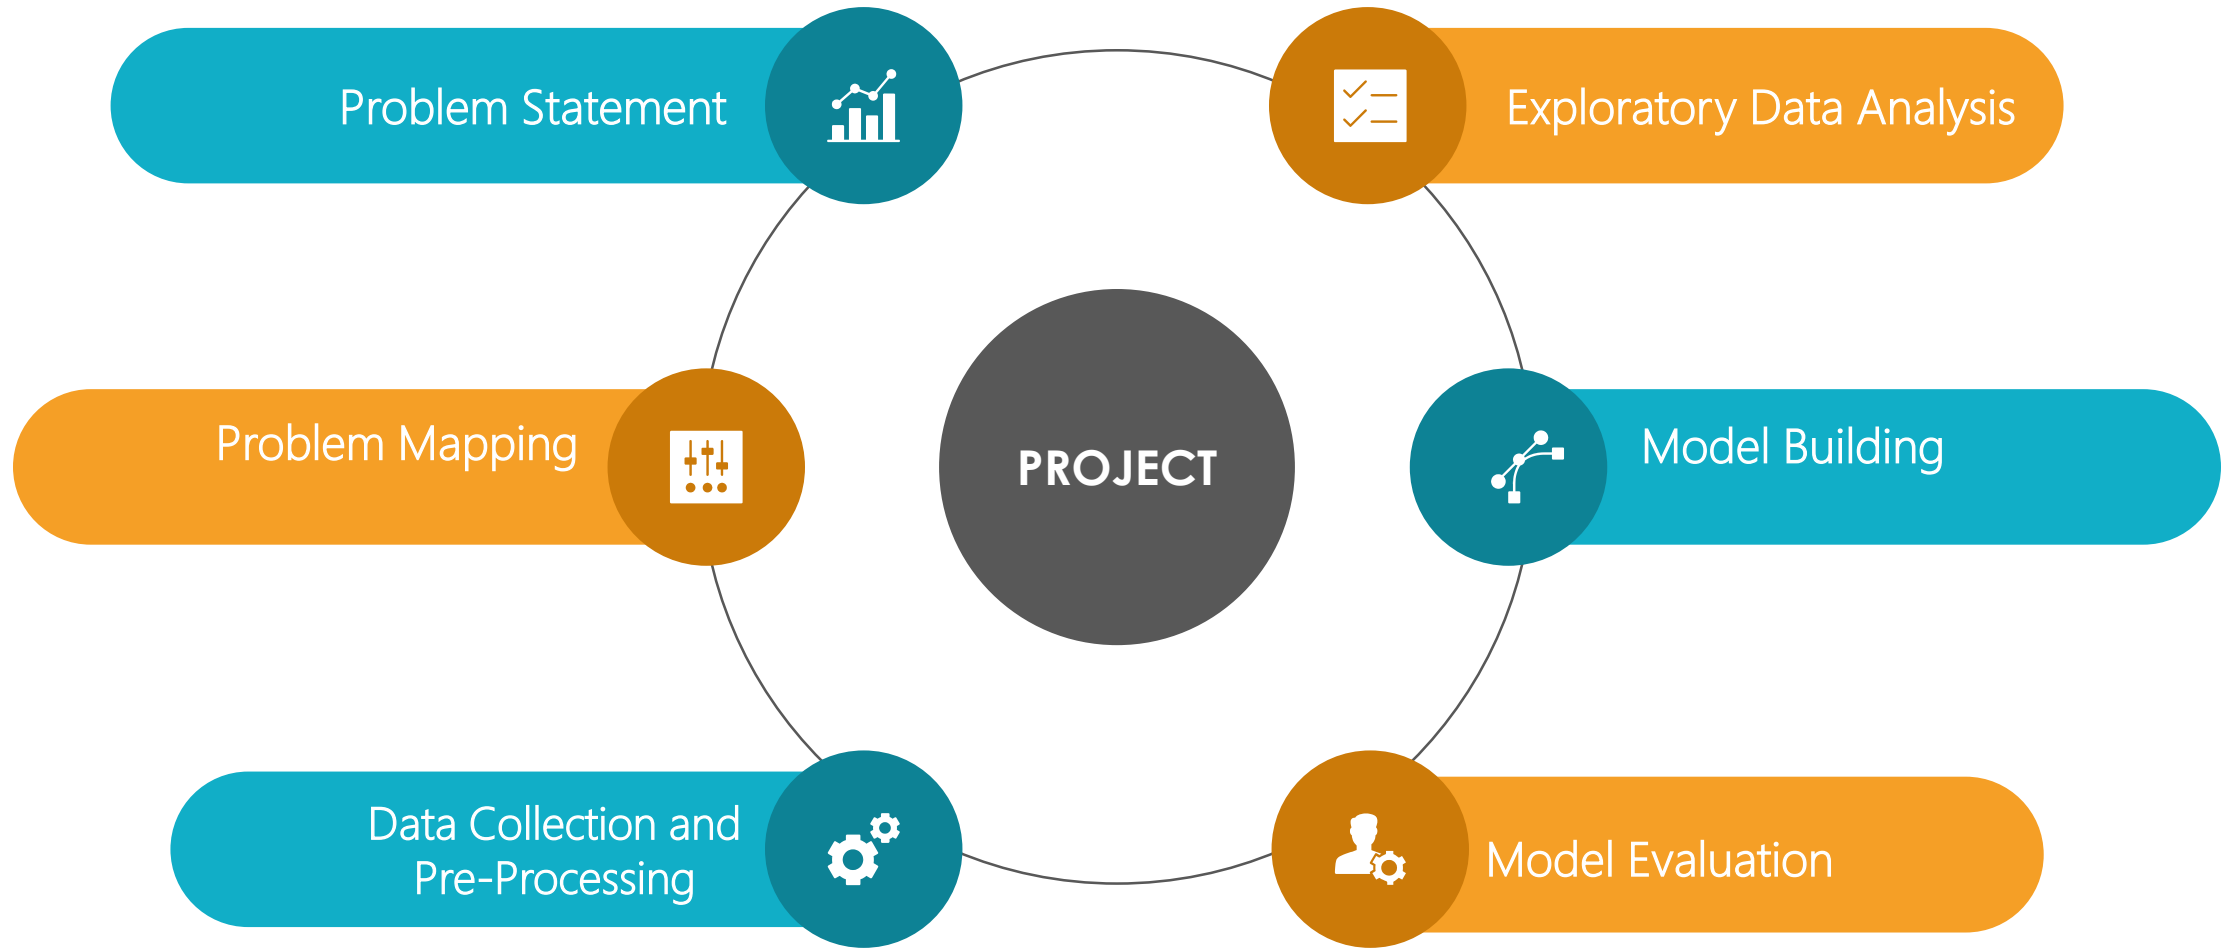 Problem Statement
Exploratory Data Analysis
Problem Mapping
PROJECT
Model Building
Data Collection and
Pre-Processing
Model Evaluation